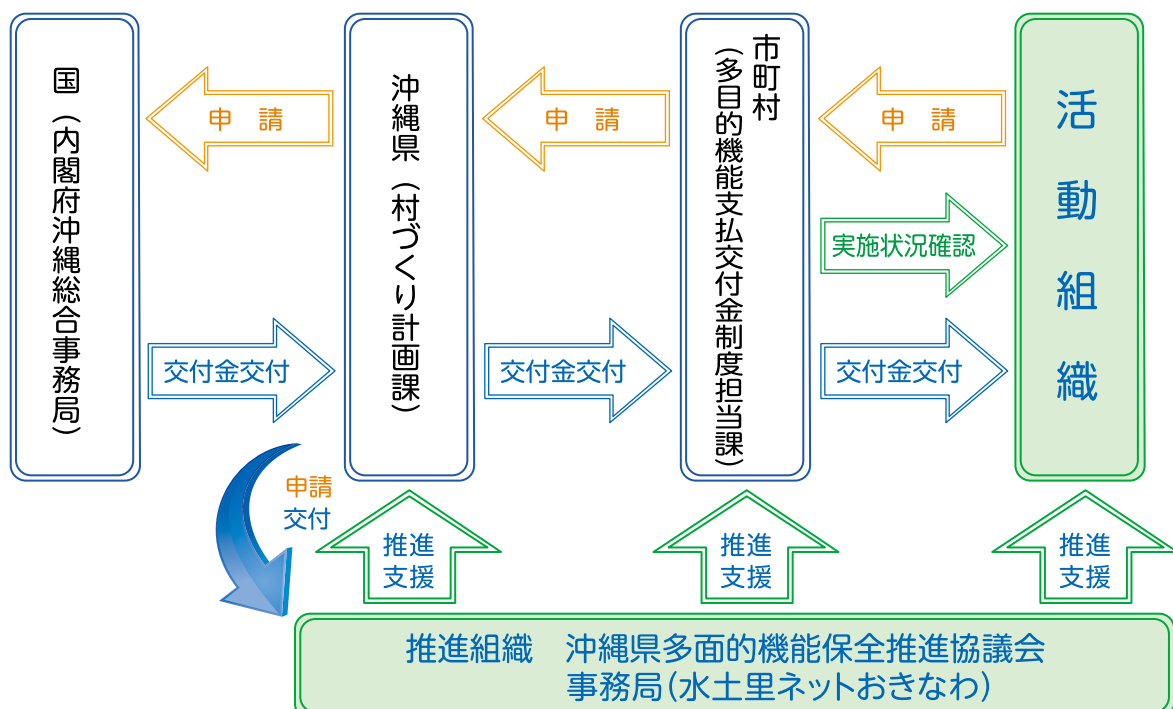 国（内閣府沖縄総合事務局）
申　請
交付金交付
沖縄県（村づくり計画課）
申　請
交付金交付
市町村
（多目的機能支払交付金制度担当課）
申　請
実施状況確認
交付金交付
活動組織
申請
交付
推進
支援
推進
支援
推進
支援
推進組織　沖縄県多面的機能保全推進協議会
事務局（水土里ネットおきなわ）